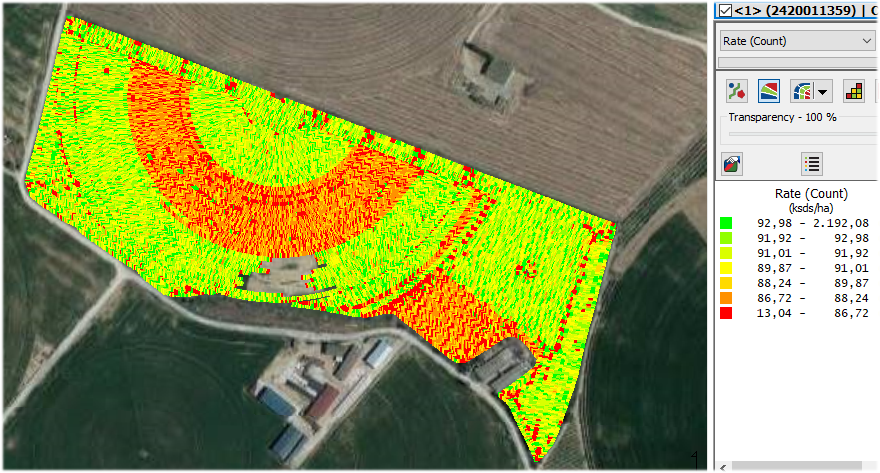 <1> (2420011359) |
Rate (Count)
Transparency - 100 %
Rate (Count)
(ksds/ha)
92,98 - 2.192,08
91,92 - 92,98
91,01 - 91,92
89,87 - 91,01
88,24 - 89,87
86,72 - 88,24
13,04 - 86,72